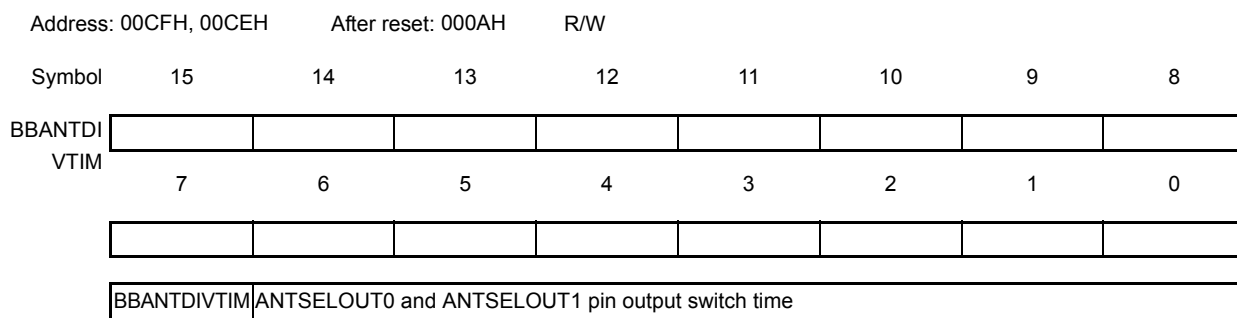 Address: 00CFH, 00CEH After reset: 000AH R/W
Symbol 15 14 13 12 11 10 9 8
BBANTDI
VTIM
7 6 5 4 3 2 1 0
BBANTDIVTIM ANTSELOUT0 and ANTSELOUT1 pin output switch time